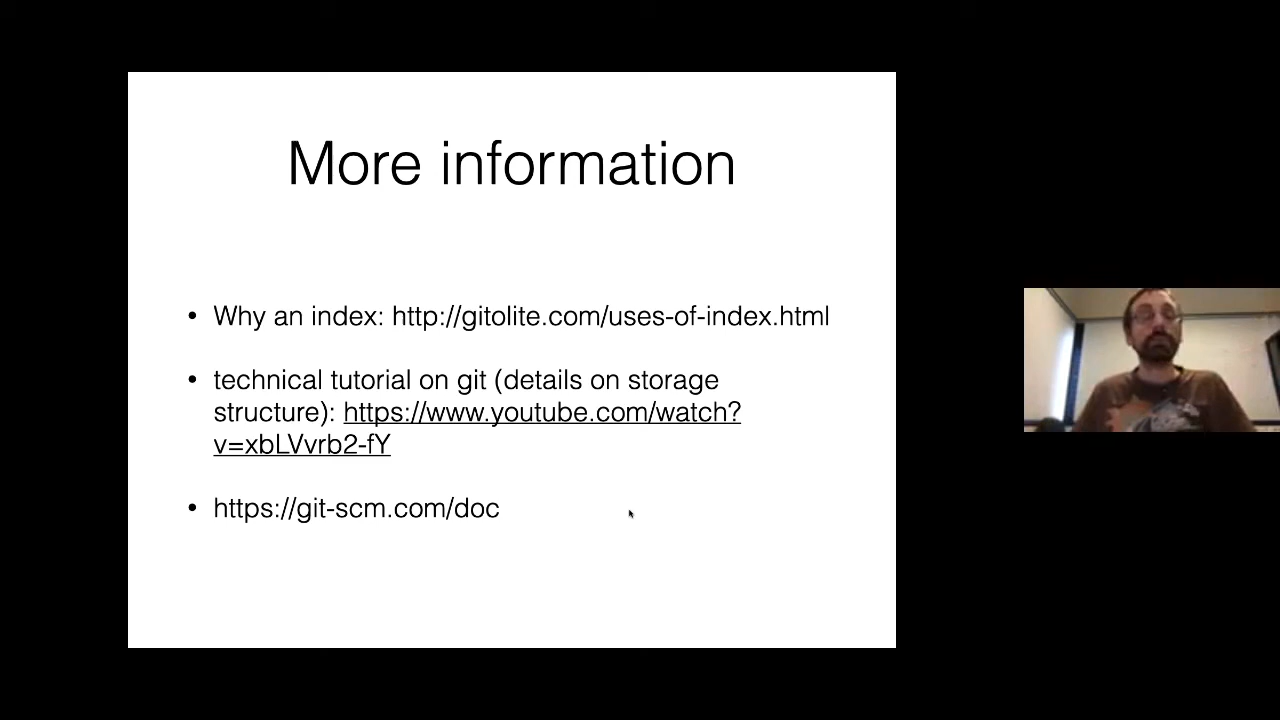 More information
• Why an index: http://gitolite.com/uses-of-index.html
• technical tutorial on git (details on storage
structure): https://www.youtube.com/watch?
v=xbLVvrb2-fY
• https://git-scm.com/doc